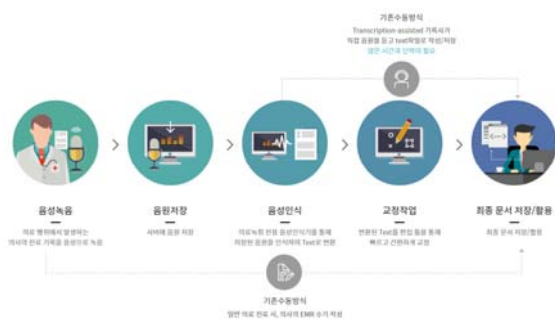 기존수동방식
Transcription-assisted 기록사가
직접 음원을 듣고 text파일로 작성/저장
많은 시간과 인력의 필요
음성녹음
의료 행위에서 발생하는
의사의 진료 기록을 음성으로 녹음
음원저장
서버에 음원 저장
음성인식
의료녹취 전용 음성인식기를 통해
저장된 음원을 인식하여 Text로 변환
교정작업
변환된 Text를 편집 툴을 통해
빠르고 간편하게 교정
최종 문서 저장/활용
최종 문서 저장/활용
기존수동방식
일반 의료 진료 시, 의사의 EMR 수기 작성